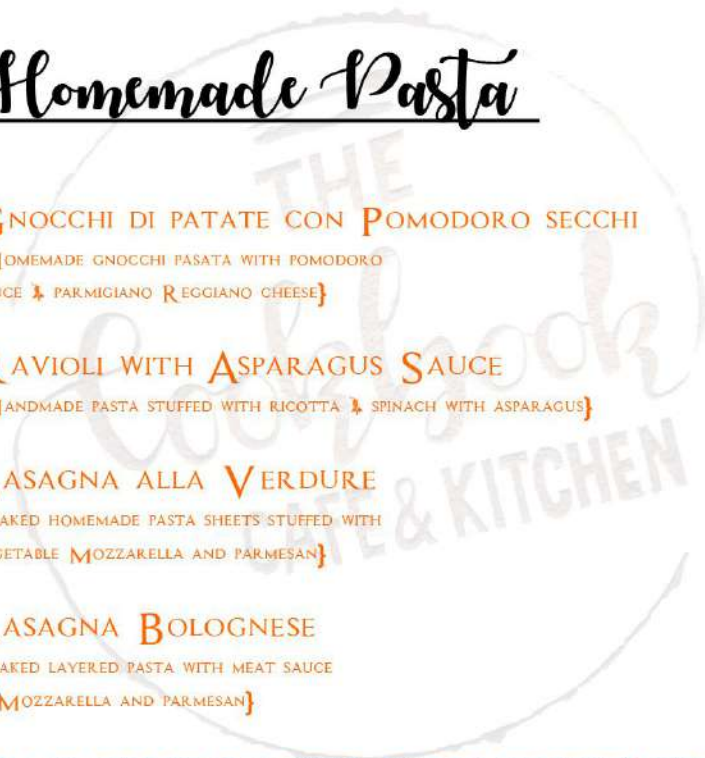 Homemade Pasta
Gnocchi di patate con Pomodoro secchi
omemade gnocchi pasata with pomodoro
ce & parmigiano Reggiano cheese}
avioli with Asparagus Sauce
andmade pasta stuffed with ricotta & spinach with asparagus}
asagna alla Verdure
aked homemade pasta sheets stuffed with
getable Mozzarella and parmesan}
asagna Bolognese
aked layered pasta with meat sauce
Mozzarella and parmesan}
THE
Cookbook
CAFE & KITCHEN